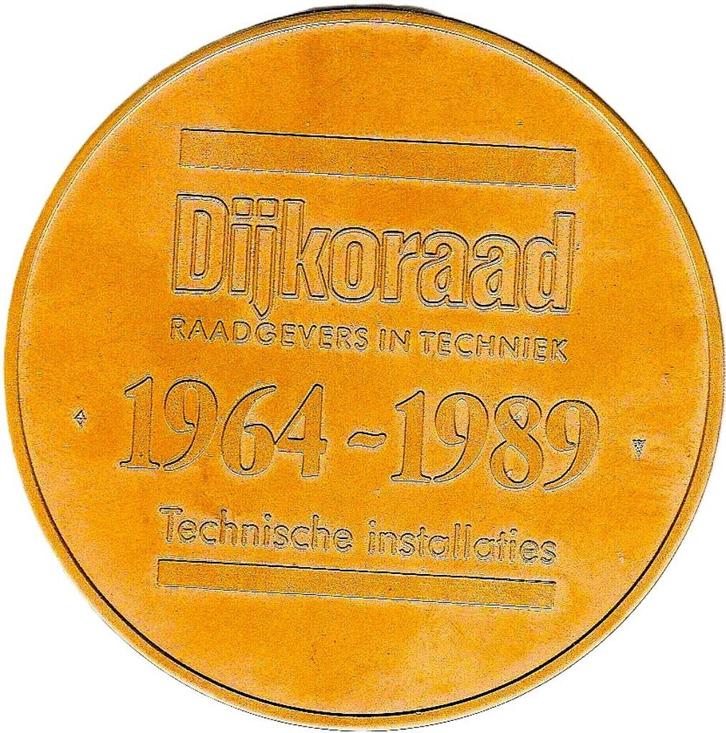 Dijkoraad
RAADGEVERS IN TECHNIEK
1964-1989
Technische installaties